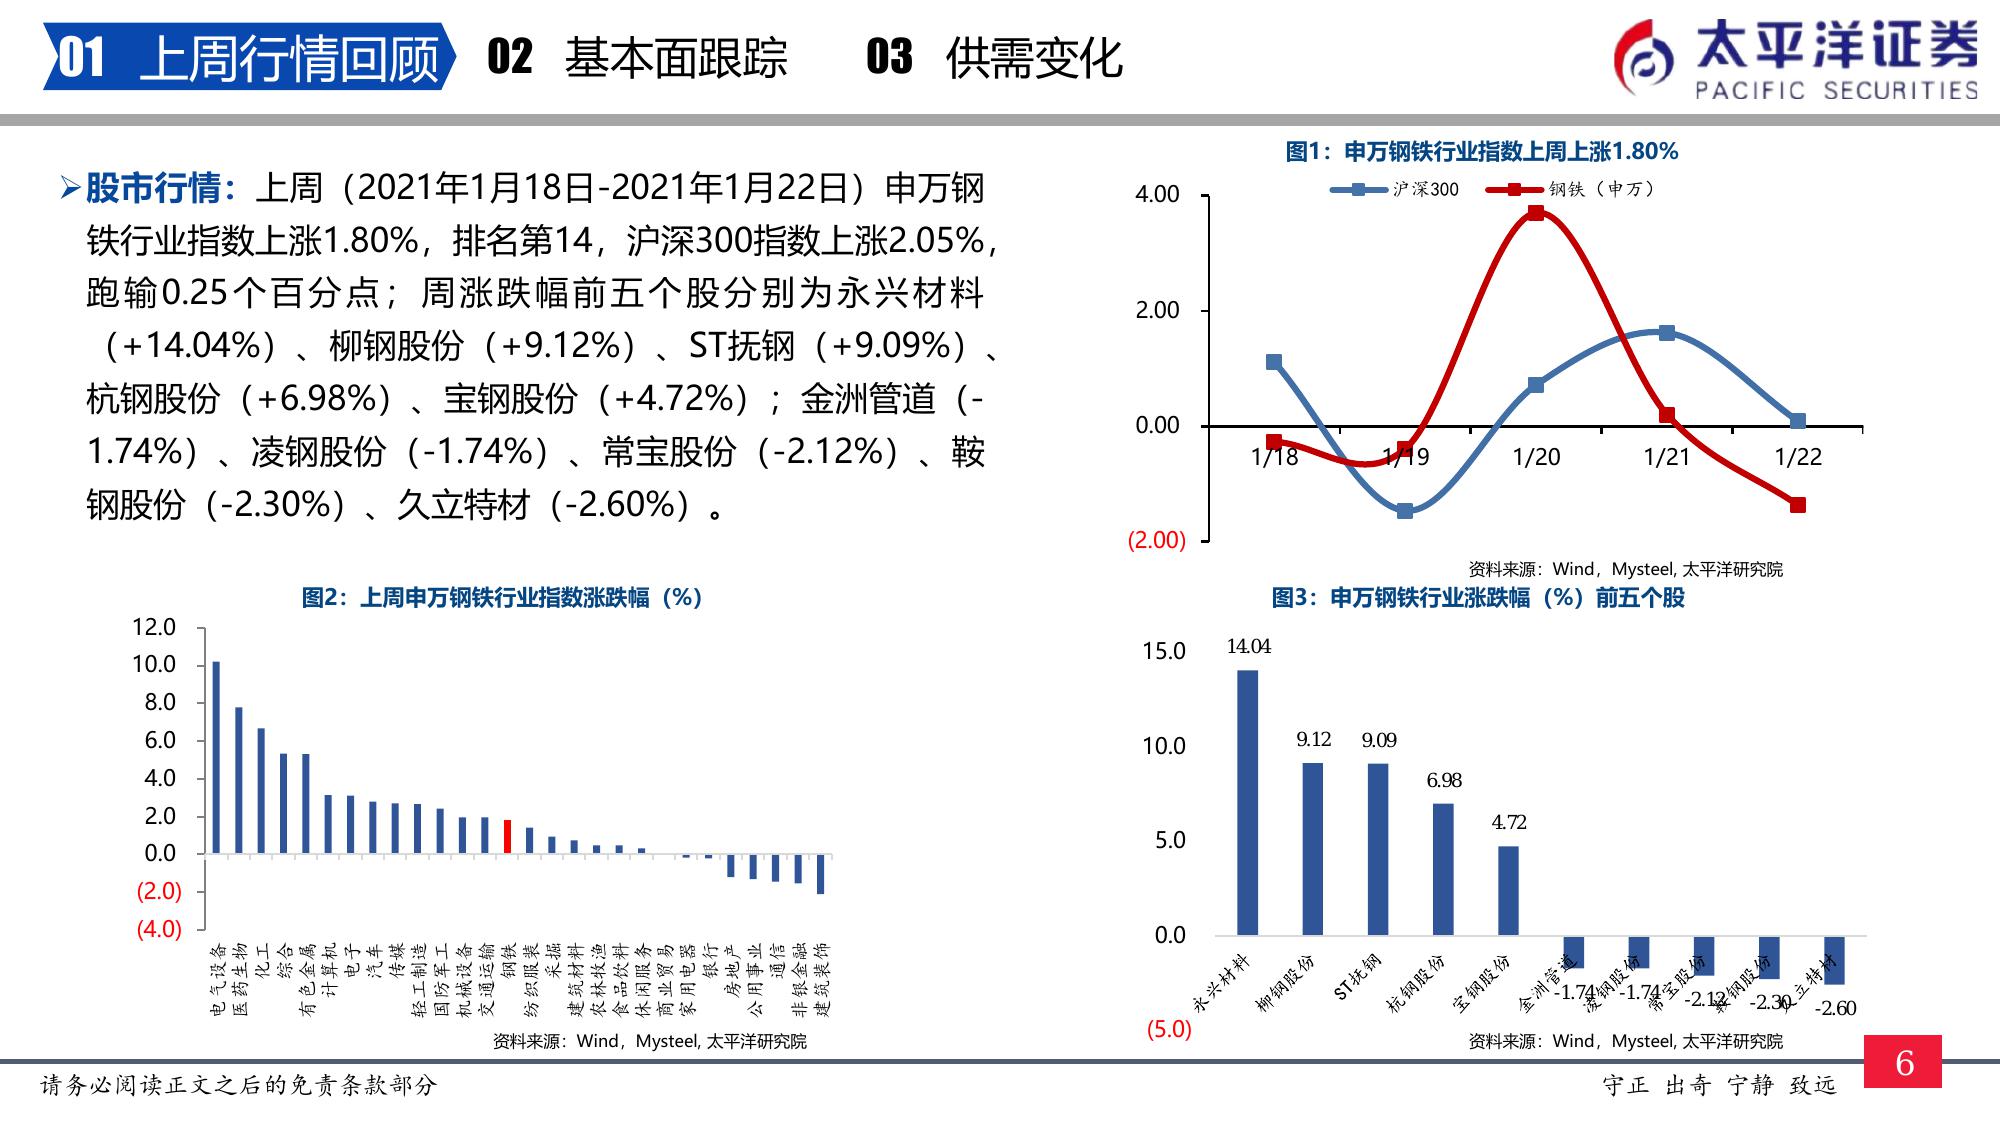 01 上周行情回顾 02 基本面跟踪 03 供需变化
太平洋证券
PACIFIC SECURITIES
➢股市行情：上周（2021年1月18日-2021年1月22日）申万钢
铁行业指数上涨1.80%，排名第14，沪深300指数上涨2.05%，
跑输0.25个百分点；周涨跌幅前五个股分别为永兴材料
（+14.04%）、柳钢股份（+9.12%）、ST抚钢（+9.09%）、
杭钢股份（+6.98%）、宝钢股份（+4.72%）；金洲管道（-
1.74%）、凌钢股份（-1.74%）、常宝股份（-2.12%）、鞍
钢股份（-2.30%）、久立特材（-2.60%）。
图1：申万钢铁行业指数上周上涨1.80%
沪深300 钢铁（申万）
4.00
2.00
0.00
(2.00)
1/18 1/19 1/20 1/21 1/22
资料来源：Wind，Mysteel, 太平洋研究院
图2：上周申万钢铁行业指数涨跌幅（%）
12.0
10.0
8.0
6.0
4.0
2.0
0.0
(2.0)
(4.0)
电气设备
医药生物
化工
综合
有色金属
计算机
电子
汽车
传媒
轻工制造
国防军工
机械设备
交通运输
钢铁
纺织服装
采掘
建筑材料
农林牧渔
食品饮料
休闲服务
商业贸易
家用电器
银行
房地产
公用事业
通信
非银金融
建筑装饰
资料来源：Wind，Mysteel, 太平洋研究院
图3：申万钢铁行业涨跌幅（%）前五个股
15.0
10.0
5.0
0.0
(5.0)
14.04
9.12
9.09
6.98
4.72
-1.74
-1.74
-2.12
-2.30
-2.60
永兴材料
柳钢股份
ST抚钢
杭钢股份
宝钢股份
金洲管道
凌钢股份
常宝股份
鞍钢股份
久立特材
资料来源：Wind，Mysteel, 太平洋研究院
请务必阅读正文之后的免责条款部分
守正 出奇 宁静 致远
6